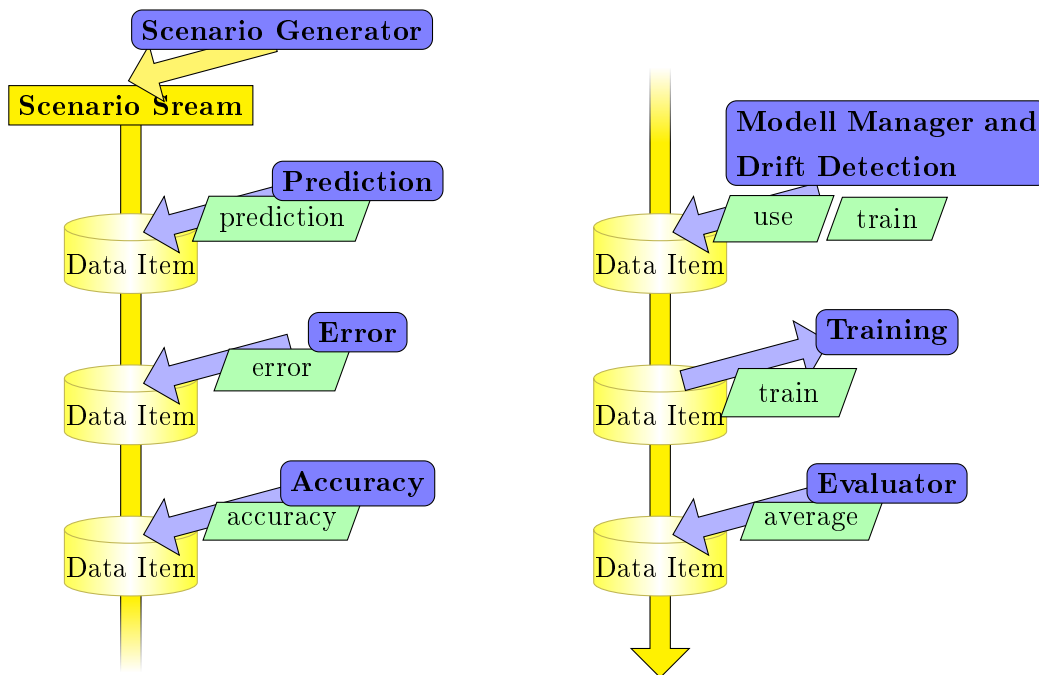 Scenario Generator
Scenario Sream
Prediction
prediction
Data Item
Error
error
Data Item
Accuracy
accuracy
Data Item
Modell Manager and
Drift Detection
use
train
Data Item
Training
train
Data Item
Evaluator
average
Data Item